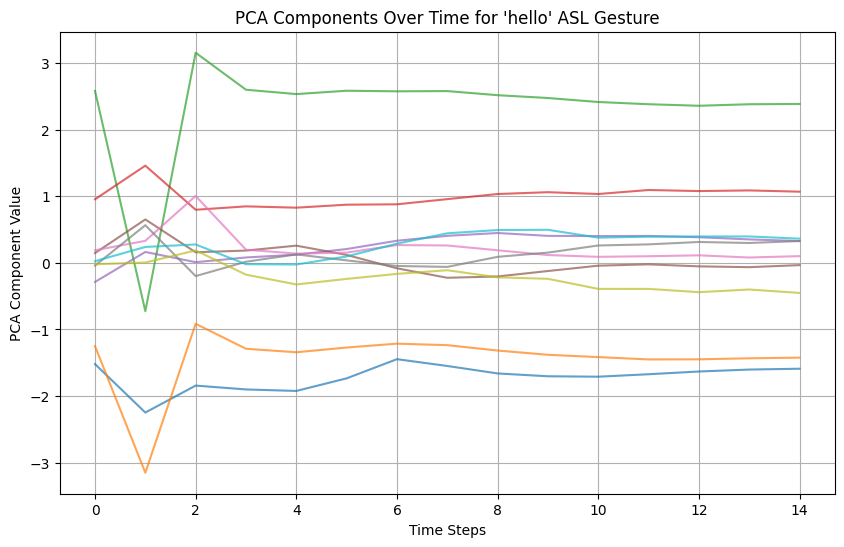 PCA Components Over Time for 'hello' ASL Gesture
3
2
1
0
−1
−2
−3
PCA Component Value
0 2 4 6 8 10 12 14
Time Steps